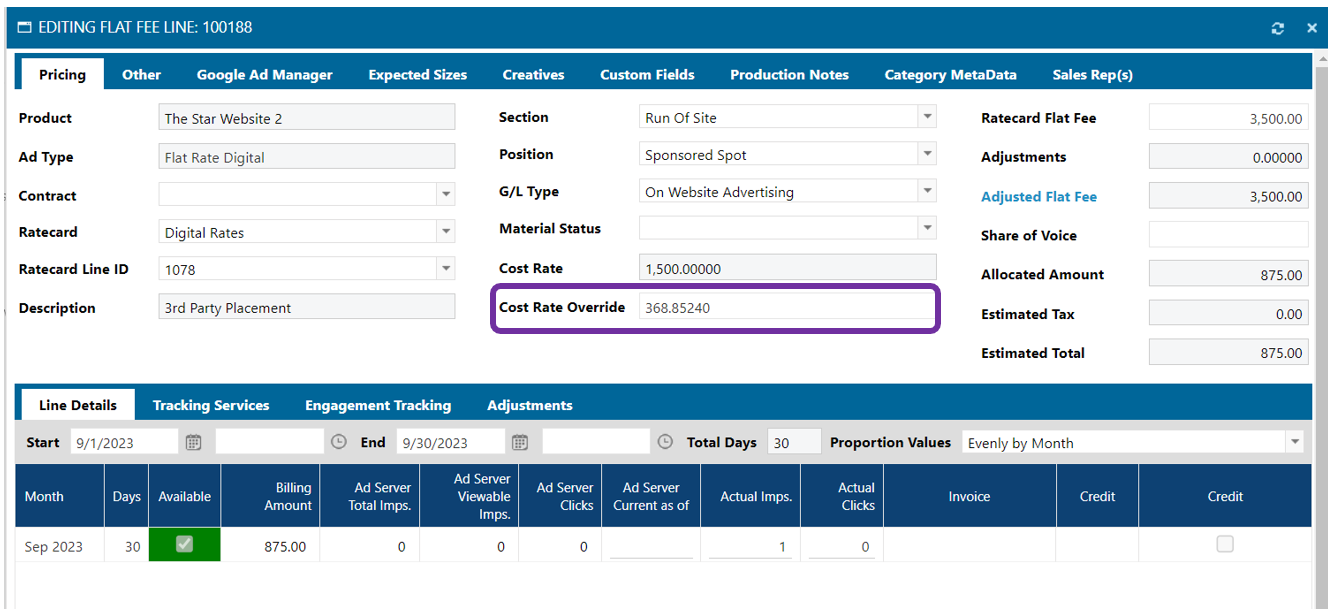 EDITING FLAT FEE LINE: 100188
Pricing Other Google Ad Manager Expected Sizes Creatives Custom Fields Production Notes Category MetaData Sales Rep(s)
Product The Star Website 2
Ad Type Flat Rate Digital
Contract
Ratecard Digital Rates
Ratecard Line ID 1078
Description 3rd Party Placement
Section Run Of Site
Position Sponsored Spot
G/L Type On Website Advertising
Material Status
Cost Rate 1,500.00000
Cost Rate Override 368.85240
Ratecard Flat Fee 3,500.00
Adjustments 0.00000
Adjusted Flat Fee 3,500.00
Share of Voice
Allocated Amount 875.00
Estimated Tax 0.00
Estimated Total 875.00
Line Details Tracking Services Engagement Tracking Adjustments
Start 9/1/2023 End 9/30/2023 Total Days 30 Proportion Values Evenly by Month
Month Days Available Billing Amount Ad Server Total Imps. Ad Server Viewable Imps. Ad Server Clicks Ad Server Current as of Actual Imps. Actual Clicks Invoice Credit Credit
Sep 2023 30 875.00 0 0 0 1 0